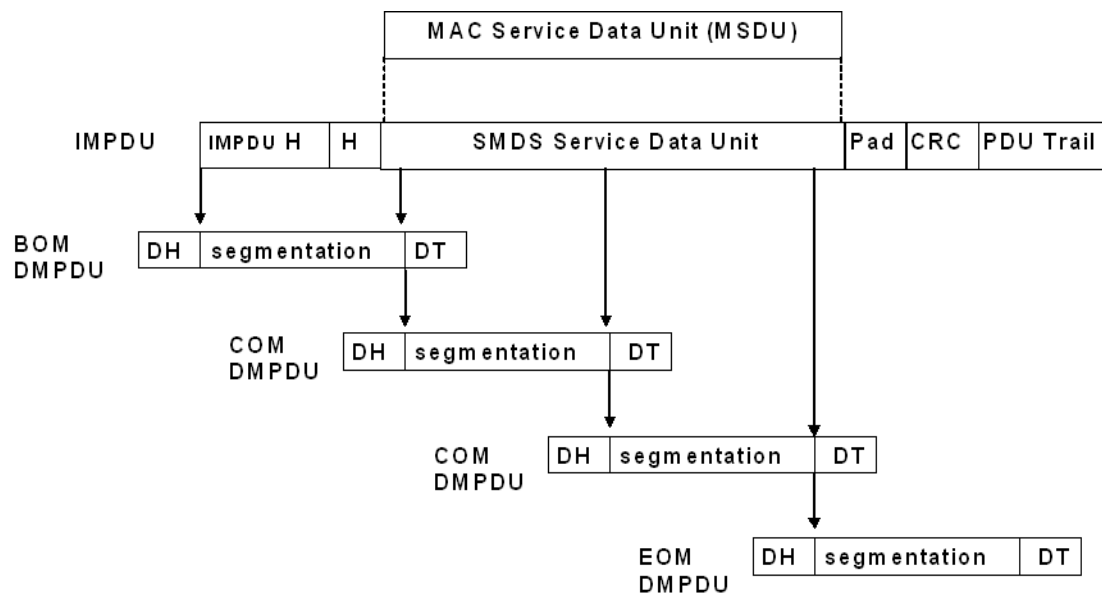 MAC Service Data Unit (MSDU)
IMPDU IMPDU H H SMDS Service Data Unit Pad CRC PDU Trail
BOM
DMPDU
DH segmentation DT
COM
DMPDU
DH segmentation DT
COM
DMPDU
DH segmentation DT
EOM
DMPDU
DH segmentation DT